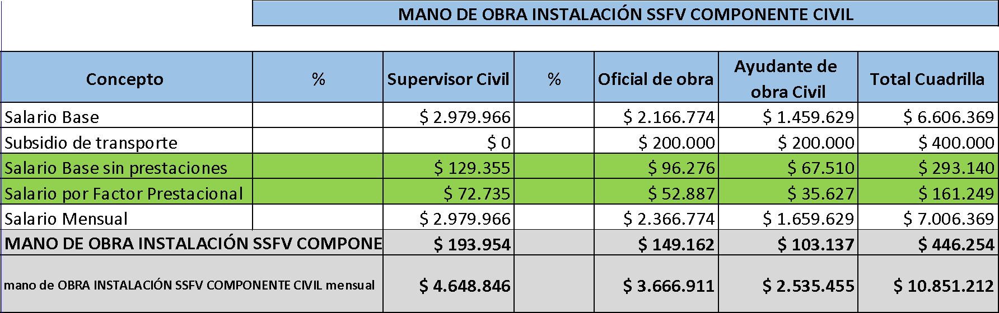 MANO DE OBRA INSTALACIÓN SSFV COMPONENTE CIVIL
Concepto % Supervisor Civil % Oficial de obra Ayudante de obra Civil Total Cuadrilla
Salario Base $ 2.979.966 $ 2.166.774 $ 1.459.629 $ 6.606.369
Subsidio de transporte $ 0 $ 200.000 $ 200.000 $ 400.000
Salario Base sin prestaciones $ 129.355 $ 96.276 $ 67.510 $ 293.140
Salario por Factor Prestacional $ 72.735 $ 52.887 $ 35.627 $ 161.249
Salario Mensual $ 2.979.966 $ 2.366.774 $ 1.659.629 $ 7.006.369
MANO DE OBRA INSTALACIÓN SSFV COMPONE $ 193.954 $ 149.162 $ 103.137 $ 446.254
mano de OBRA INSTALACIÓN SSFV COMPONENTE CIVIL mensual $ 4.648.846 $ 3.666.911 $ 2.535.455 $ 10.851.212